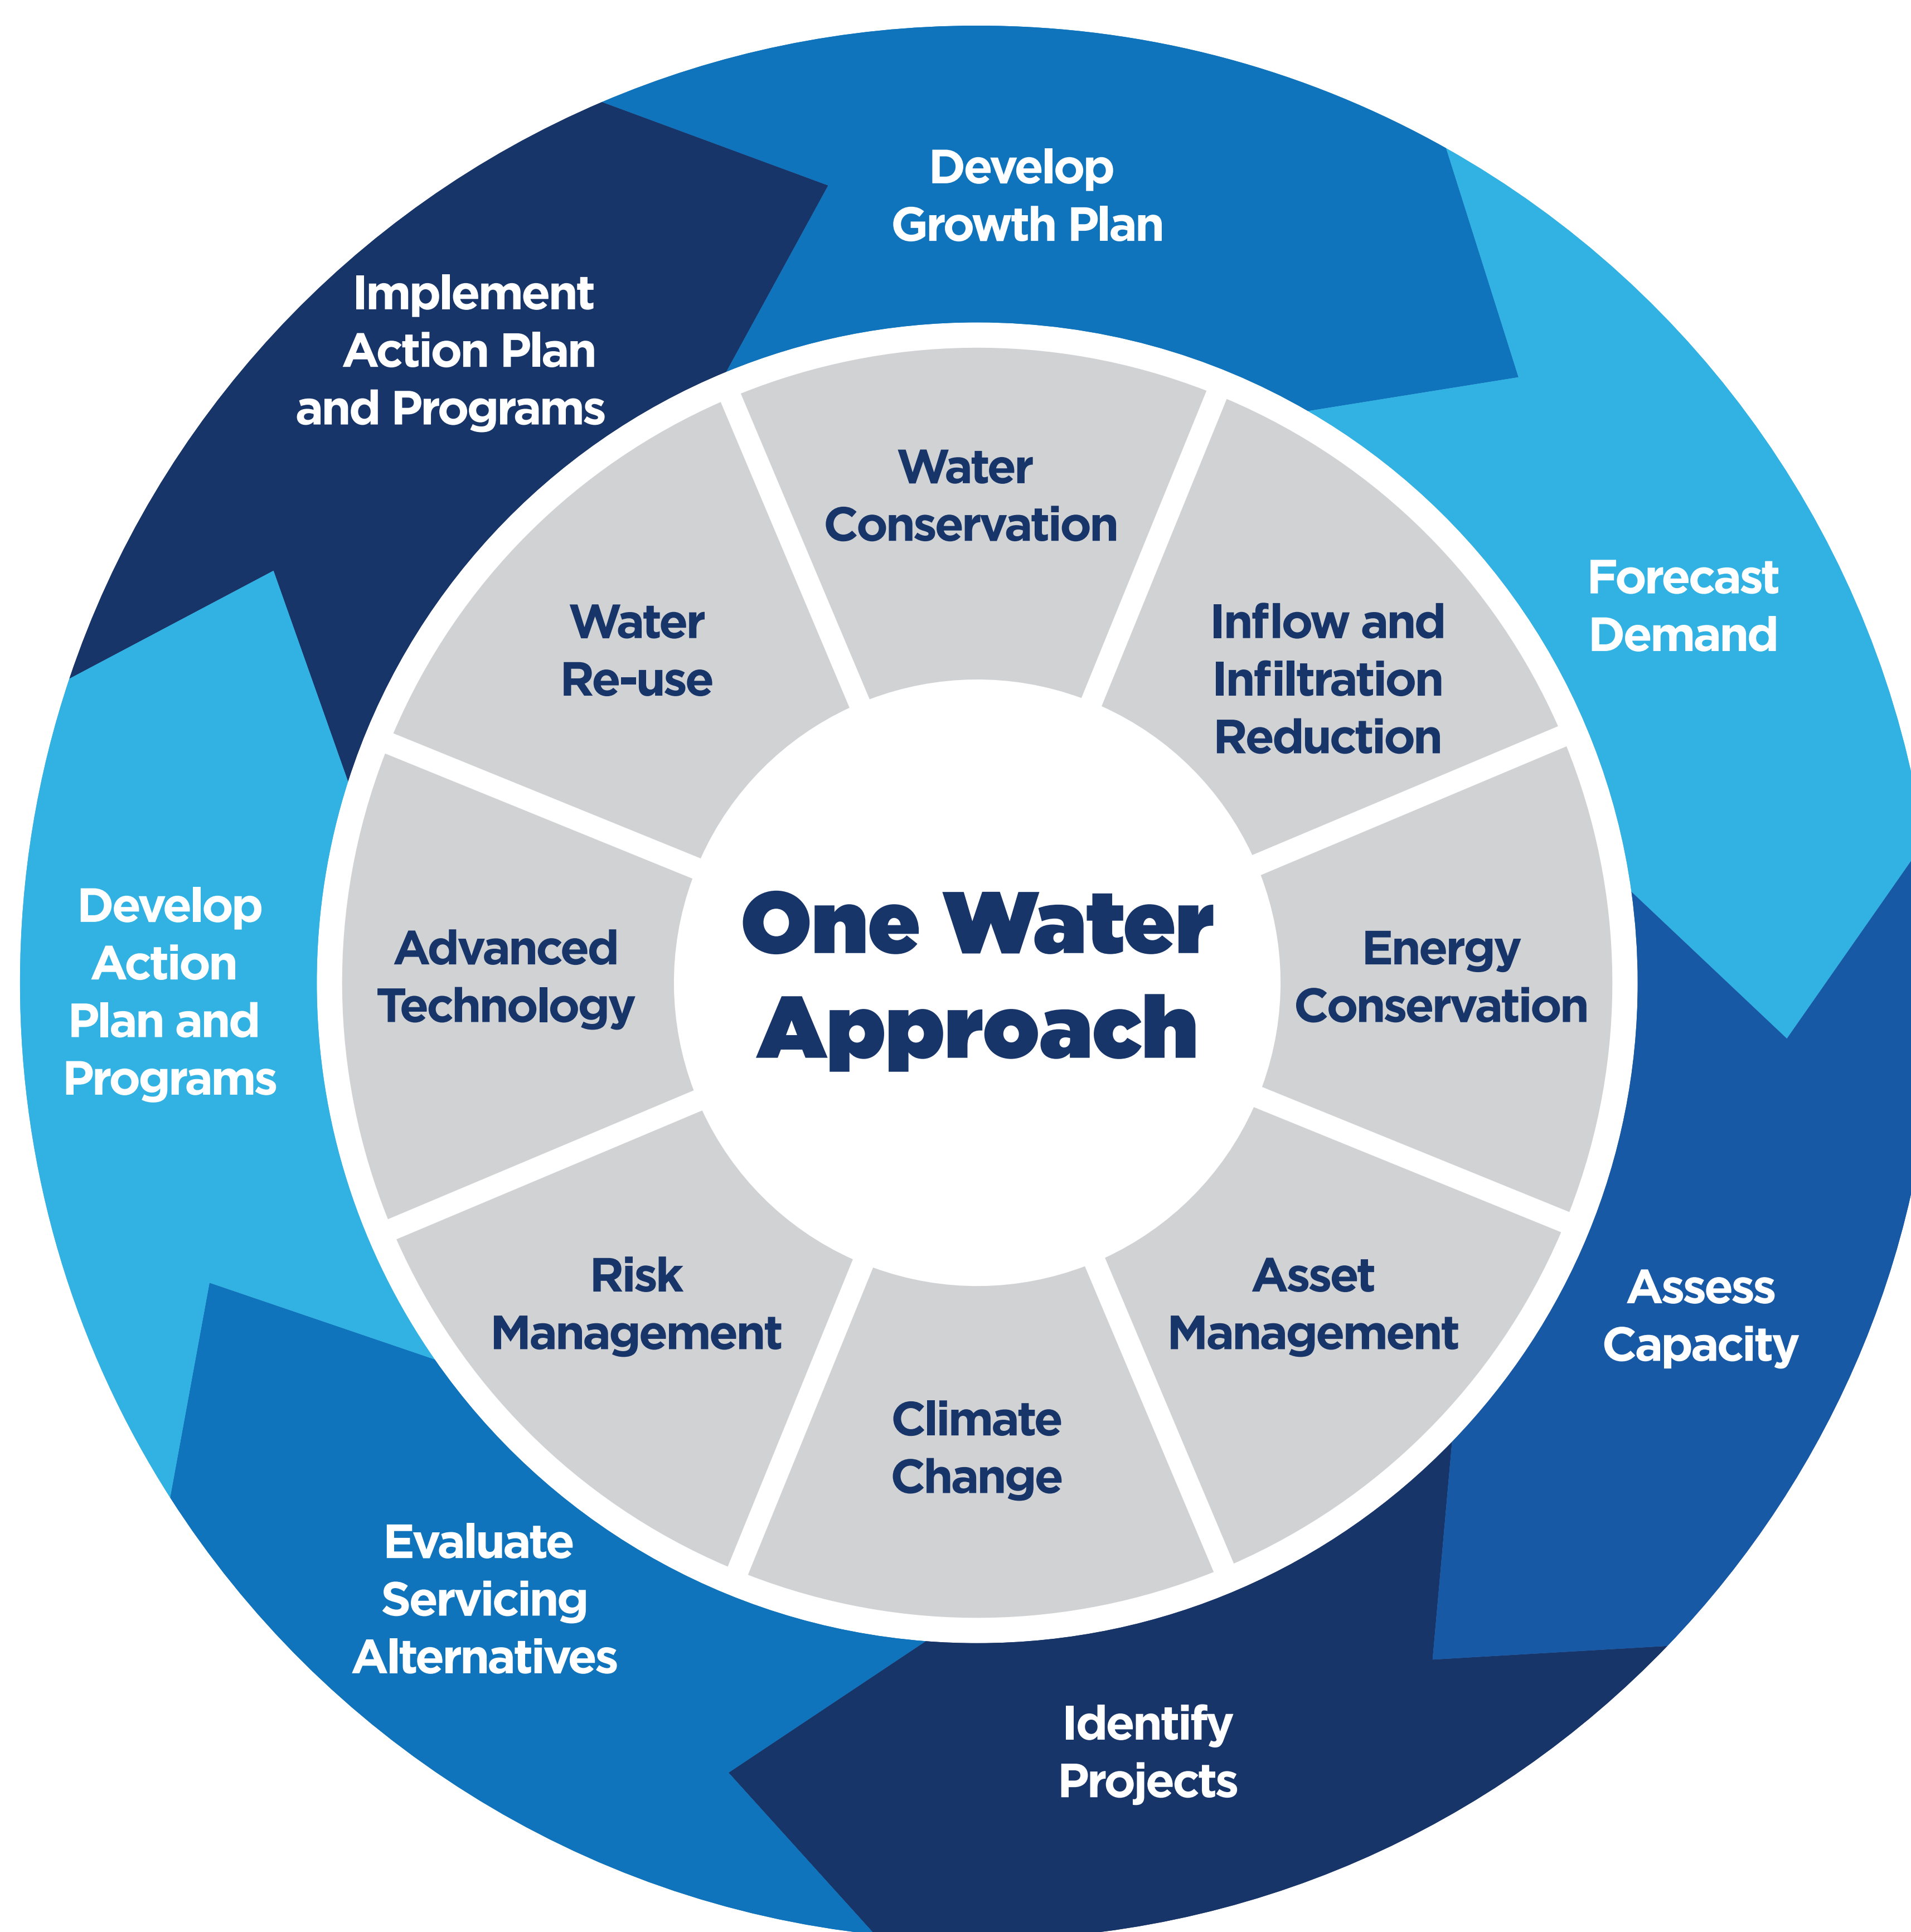 Develop
Growth Plan
Forecast
Demand
Assess
Capacity
Identify
Projects
Evaluate
Servicing
Alternatives
Develop
Action
Plan and
Programs
Implement
Action Plan
and Programs
Water
Conservation
Inflow and
Infiltration
Reduction
Energy
Conservation
Asset
Management
Climate
Change
Risk
Management
Advanced
Technology
Water
Re-use
One Water
Approach